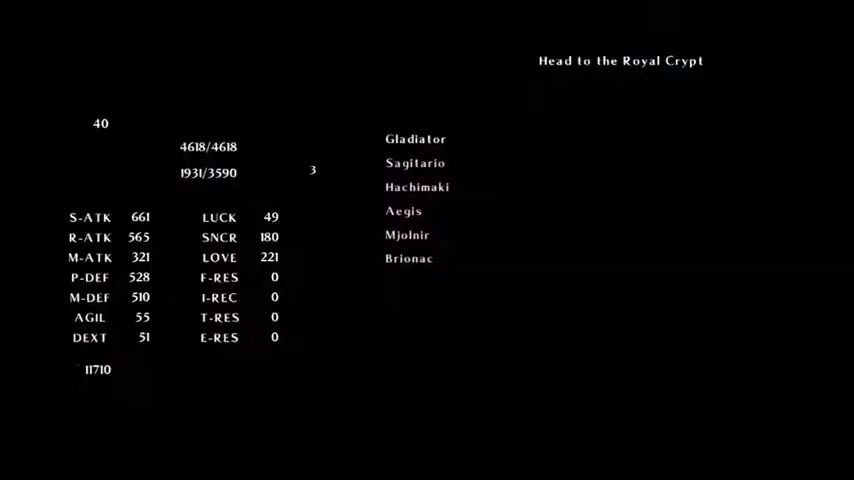 Head to the Royal Crypt
40
4618/4618
1931/3590
3
Gladiator
Sagitario
Hachimaki
Aegis
Mjolnir
Brionac
S-ATK 661 LUCK 49
R-ATK 565 SNCR 180
M-ATK 321 LOVE 221
P-DEF 528 F-RES 0
M-DEF 510 I-REC 0
AGIL 55 T-RES 0
DEXT 51 E-RES 0
11710